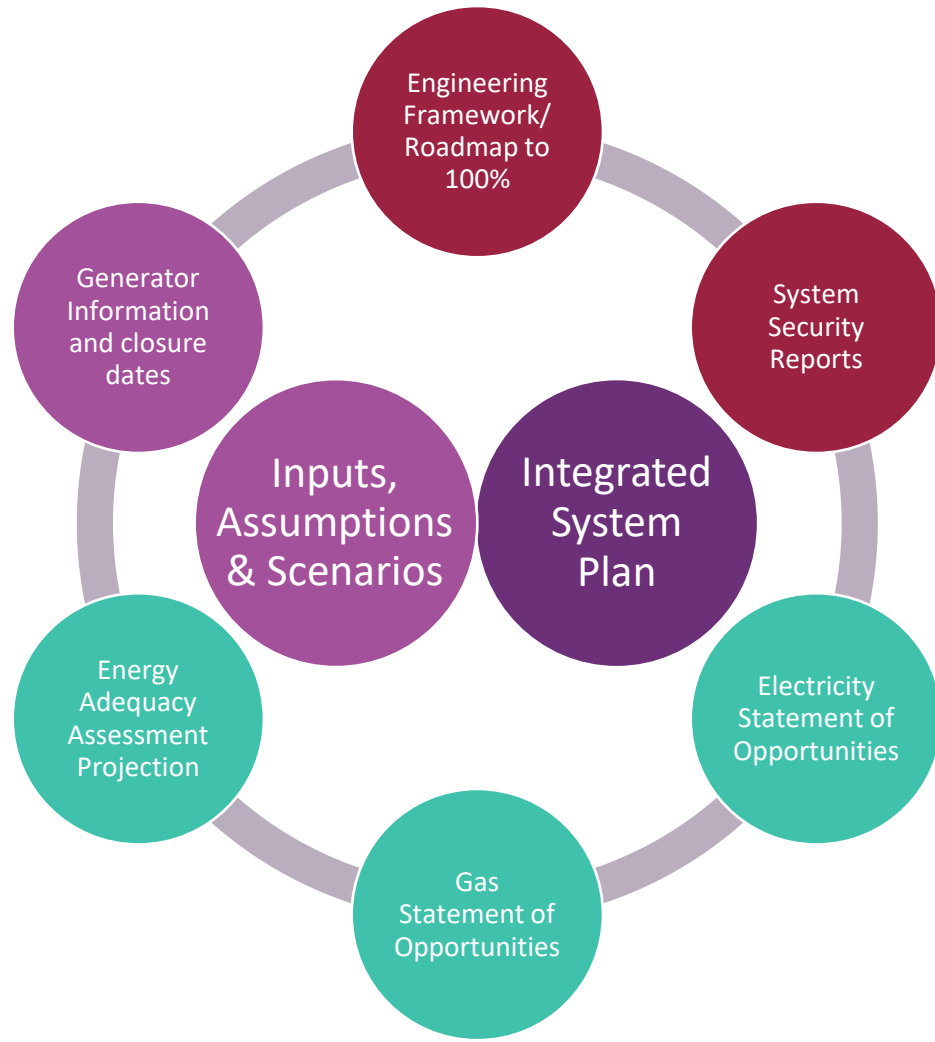 Engineering
Framework/
Roadmap to
100%
System
Security
Reports
Generator
Information
and closure
dates
Inputs,
Assumptions
& Scenarios
Integrated
System
Plan
Energy
Adequacy
Assessment
Projection
Electricity
Statement of
Opportunities
Gas
Statement of
Opportunities